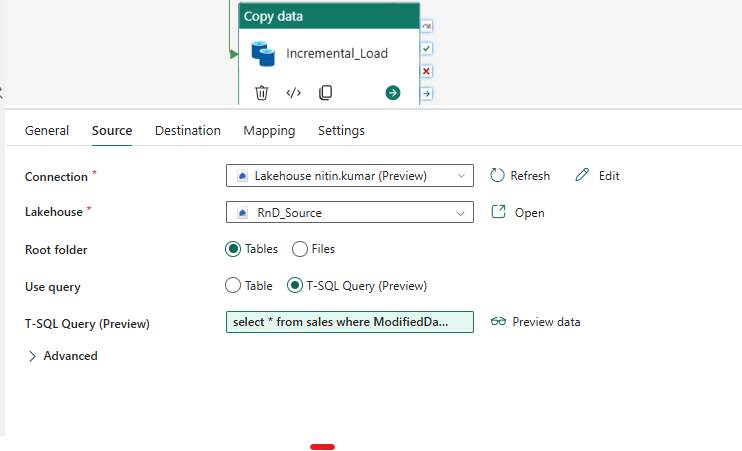 Copy data
Incremental_Load
General Source Destination Mapping Settings
Connection * Lakehouse nitin.kumar (Preview) Refresh Edit
Lakehouse * RnD_Source Open
Root folder Tables Files
Use query Table T-SQL Query (Preview)
T-SQL Query (Preview) select * from sales where ModifiedDa... Preview data
Advanced